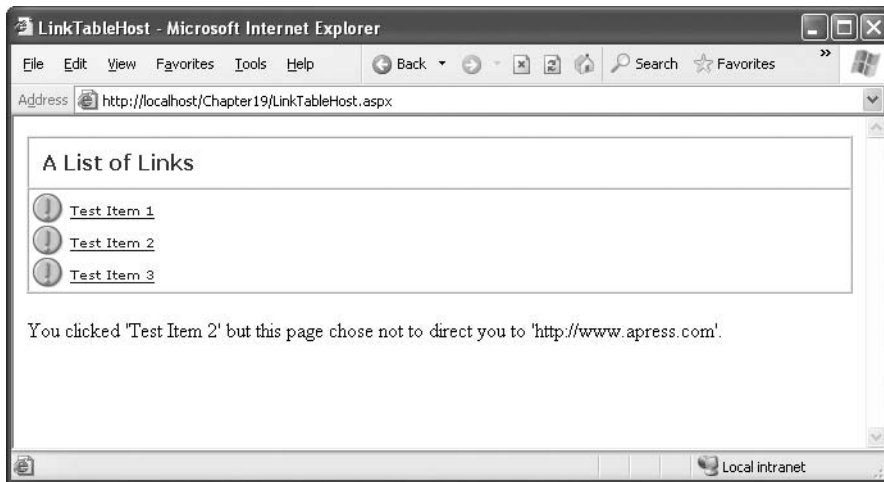 LinkTableHost - Microsoft Internet Explorer
File Edit View Favorites Tools Help Back Search Favorites »
Address http://localhost/Chapter19/LinkTableHost.aspx
A List of Links
Test Item 1
Test Item 2
Test Item 3
You clicked 'Test Item 2' but this page chose not to direct you to 'http://www.apress.com'.
Local intranet